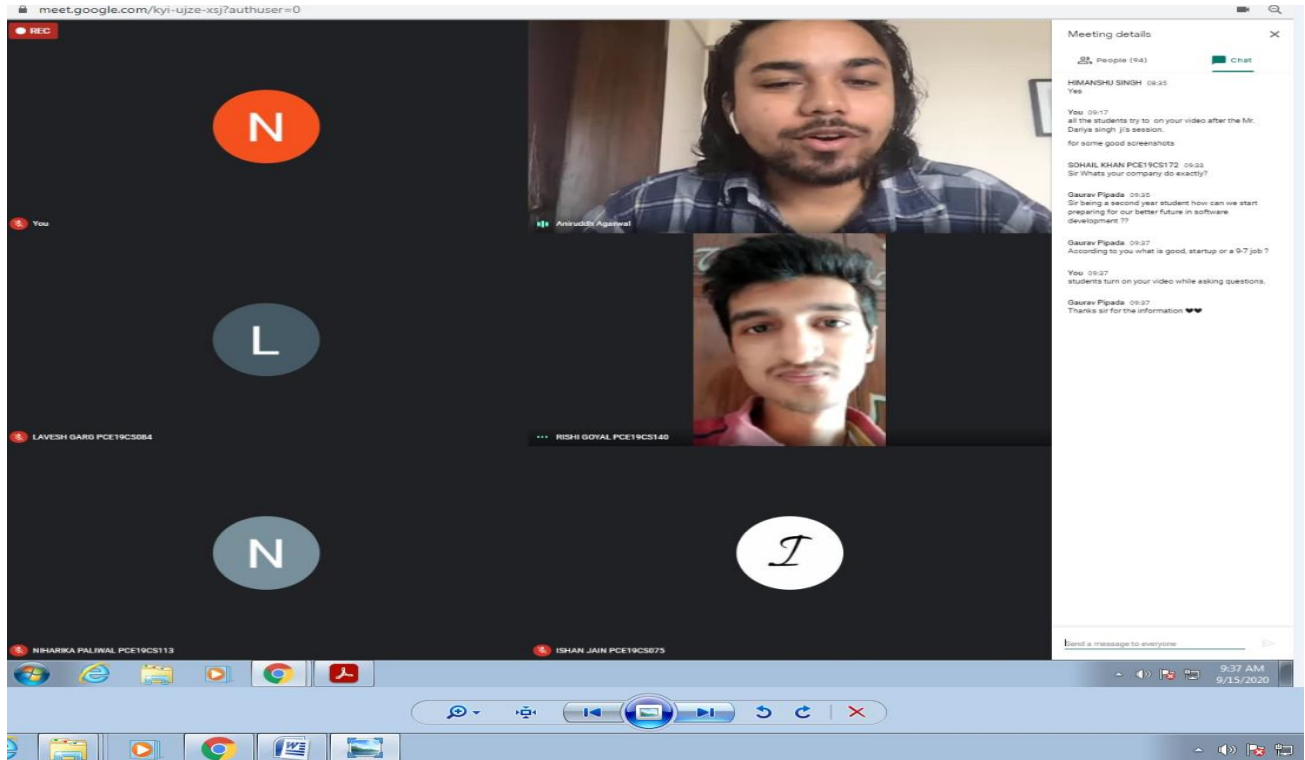 meet.google.com/kyi-ujze-xsj?authuser=0
REC
N
You
Aniruddh Agarwal
L
LAVESH GARG PCE19CS084
RISHI GOYAL PCE19CS140
N
NIHARIKA PALIWAL PCE19CS113
I
ISHAN JAIN PCE19CS075
Meeting details
People (94)
Chat
HIMANSHU SINGH 08:35
Yes
You 09:17
all the students try to on your video after the Mr.
Dariya singh ji's session.
for some good screenshots
SOHAIL KHAN PCE19CS172 09:33
Sir Whats your company do exactly?
Gaurav Pipada 09:35
Sir being a second year student how can we start
preparing for our better future in software
development ??
Gaurav Pipada 09:37
According to you what is good, startup or a 9-7 job ?
You 09:37
students turn on your video while asking questions.
Gaurav Pipada 09:37
Thanks sir for the information ♥♥
Send a message to everyone
9:37 AM
9/15/2020